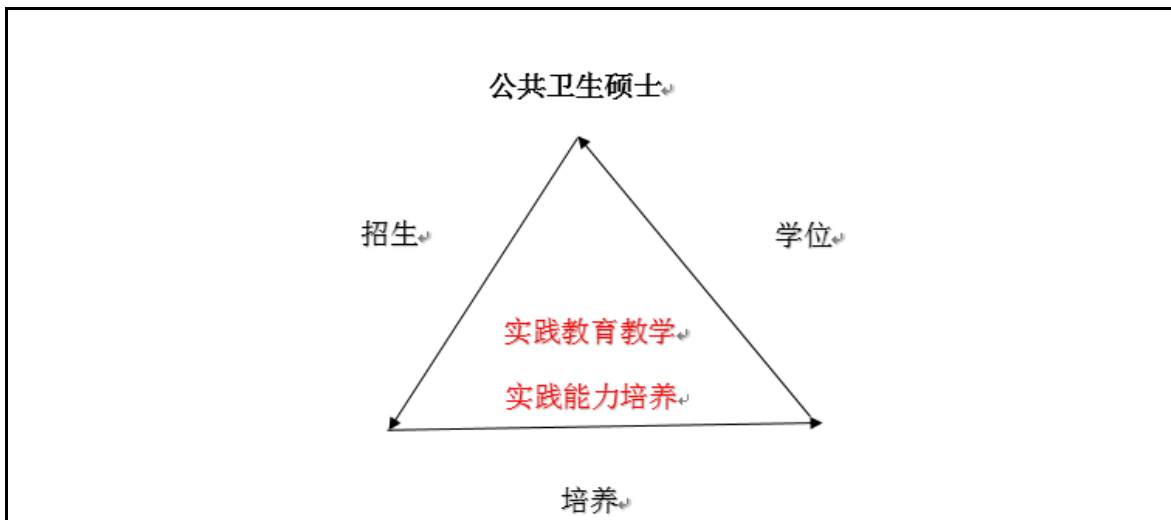 公共卫生硕士
招生
学位
实践教育教学
实践能力培养
培养